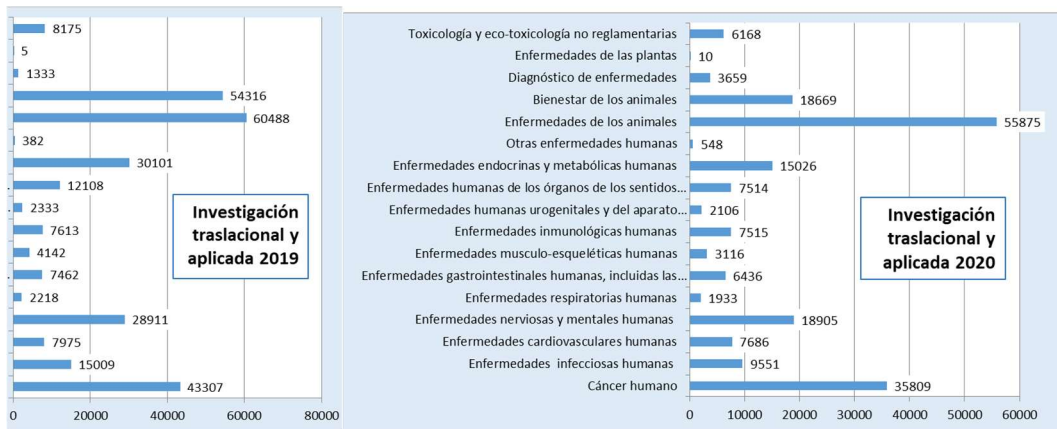 8175
5
1333
54316
60488
382
30101
12108
2333
7613
4142
7462
2218
28911
7975
15009
43307
Investigación
traslacional y
aplicada 2019
0 20000 40000 60000 80000
Toxicología y eco-toxicología no reglamentarias 6168
Enfermedades de las plantas 10
Diagnóstico de enfermedades 3659
Bienestar de los animales 18669
Enfermedades de los animales 55875
Otras enfermedades humanas 548
Enfermedades endocrinas y metabólicas humanas 15026
Enfermedades humanas de los órganos de los sentidos... 7514
Enfermedades humanas urogenitales y del aparato... 2106
Enfermedades inmunológicas humanas 7515
Enfermedades musculo-esqueléticas humanas 3116
Enfermedades gastrointestinales humanas, incluidas las... 6436
Enfermedades respiratorias humanas 1933
Enfermedades nerviosas y mentales humanas 18905
Enfermedades cardiovasculares humanas 7686
Enfermedades infecciosas humanas 9551
Cáncer humano 35809
Investigación
traslacional y
aplicada 2020
0 10000 20000 30000 40000 50000 60000